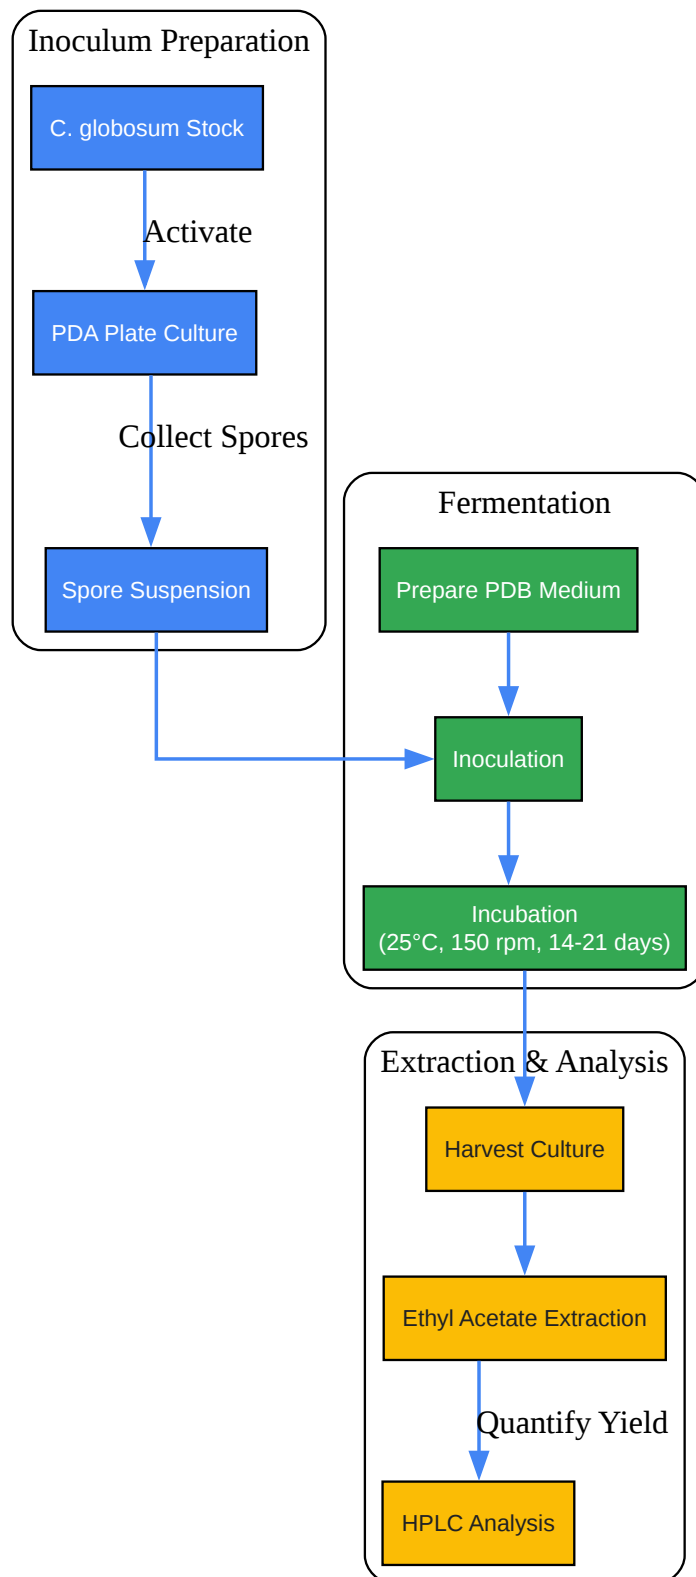 Inoculum Preparation
C. globosum Stock
Activate
PDA Plate Culture
Collect Spores
Spore Suspension
Fermentation
Prepare PDB Medium
Inoculation
Incubation
(25°C, 150 rpm, 14-21 days)
Extraction & Analysis
Harvest Culture
Ethyl Acetate Extraction
Quantify Yield
HPLC Analysis